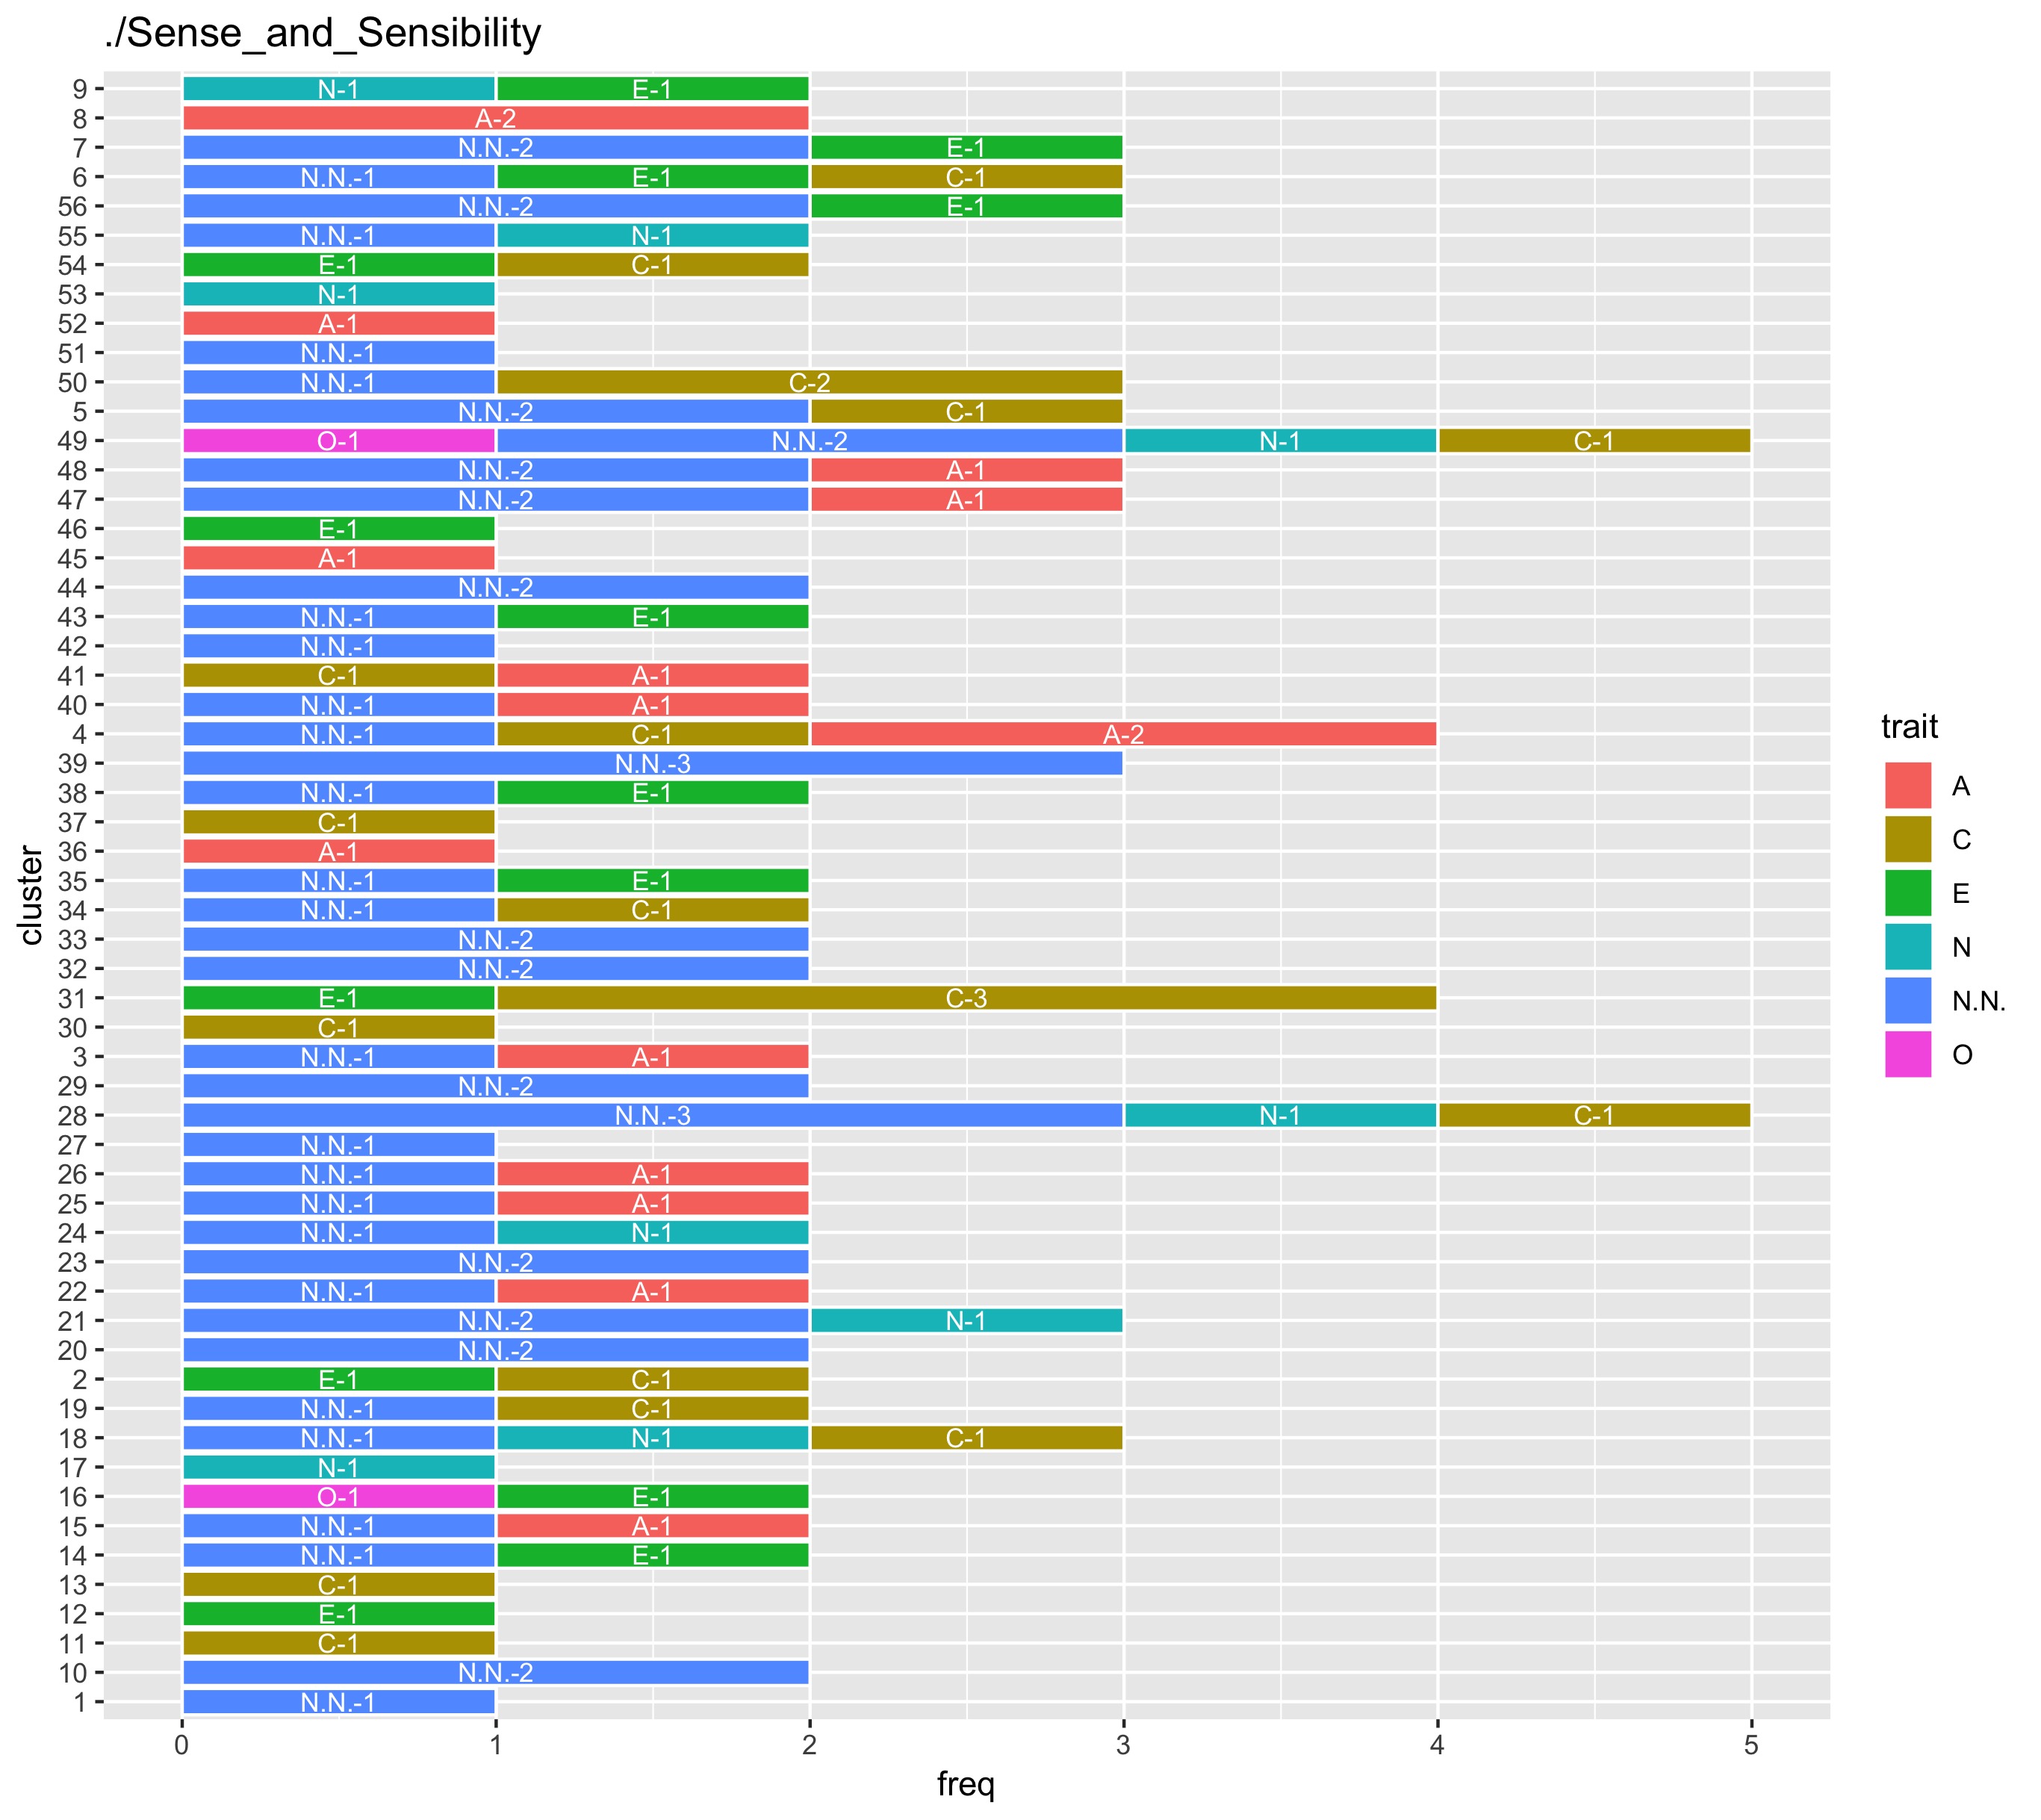 ./Sense_and_Sensibility
9 N-1 E-1
8 A-2
7 N.N.-2 E-1
6 N.N.-1 E-1 C-1
56 N.N.-2 E-1
55 N.N.-1 N-1
54 E-1 C-1
53 N-1
52 A-1
51 N.N.-1
50 N.N.-1 C-2
5 N.N.-2 C-1
49 O-1 N.N.-2 N-1 C-1
48 N.N.-2 A-1
47 N.N.-2 A-1
46 E-1
45 A-1
44 N.N.-2
43 N.N.-1 E-1
42 N.N.-1
41 C-1 A-1
40 N.N.-1 A-1
4 N.N.-1 C-1 A-2
39 N.N.-3
38 N.N.-1 E-1
37 C-1
36 A-1
35 N.N.-1 E-1
34 N.N.-1 C-1
33 N.N.-2
32 N.N.-2
31 E-1 C-3
30 C-1
3 N.N.-1 A-1
29 N.N.-2
28 N.N.-3 N-1 C-1
27 N.N.-1
26 N.N.-1 A-1
25 N.N.-1 A-1
24 N.N.-1 N-1
23 N.N.-2
22 N.N.-1 A-1
21 N.N.-2 N-1
20 N.N.-2
2 E-1 C-1
19 N.N.-1 C-1
18 N.N.-1 N-1 C-1
17 N-1
16 O-1 E-1
15 N.N.-1 A-1
14 N.N.-1 E-1
13 C-1
12 E-1
11 C-1
10 N.N.-2
1 N.N.-1
0 1 2 3 4 5
freq
cluster
trait
A
C
E
N
N.N.
O